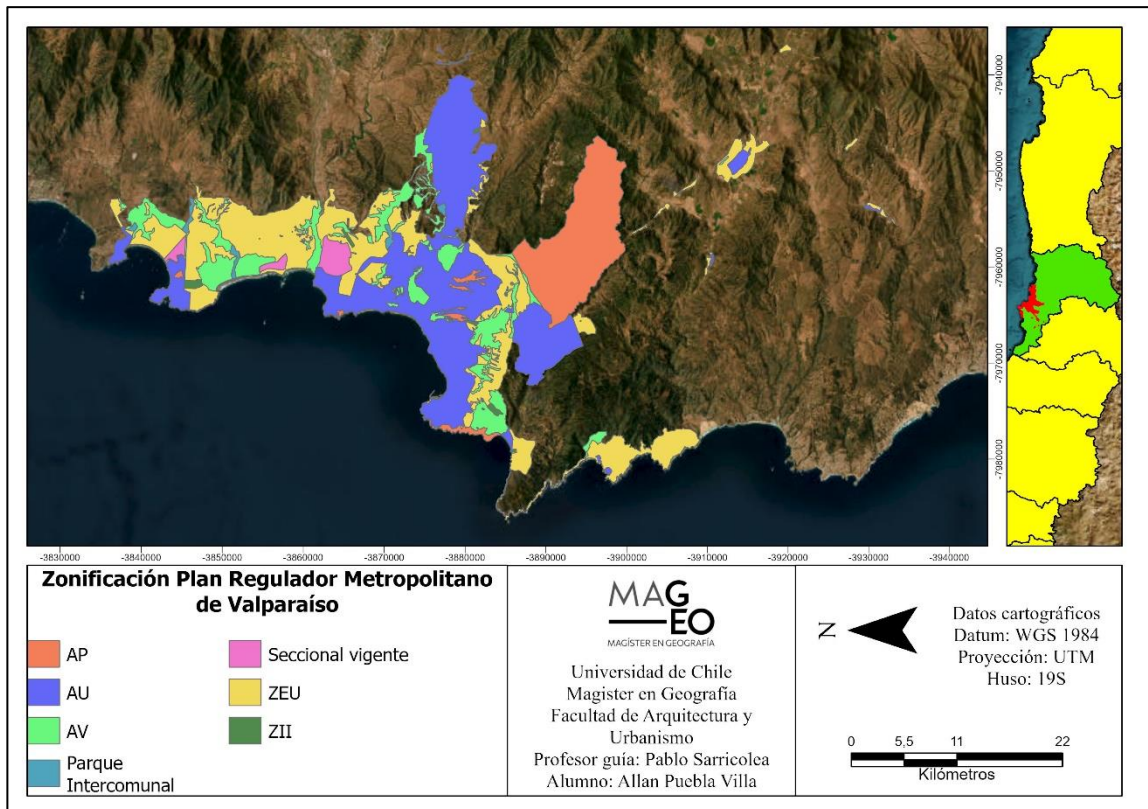 -7940000
-7950000
-7960000
-7970000
-7980000
-3830000 -3840000 -3850000 -3860000 -3870000 -3880000 -3890000 -3900000 -3910000 -3920000 -3930000 -3940000
Zonificación Plan Regulador Metropolitano
de Valparaíso
AP
AU
AV
Parque
Intercomunal
Seccional vigente
ZEU
ZII
MAG
EO
MAGÍSTER EN GEOGRAFÍA
Universidad de Chile
Magister en Geografía
Facultad de Arquitectura y
Urbanismo
Profesor guía: Pablo Sarricolea
Alumno: Allan Puebla Villa
N
Datos cartográficos
Datum: WGS 1984
Proyección: UTM
Huso: 19S
0 5,5 11 22
Kilómetros